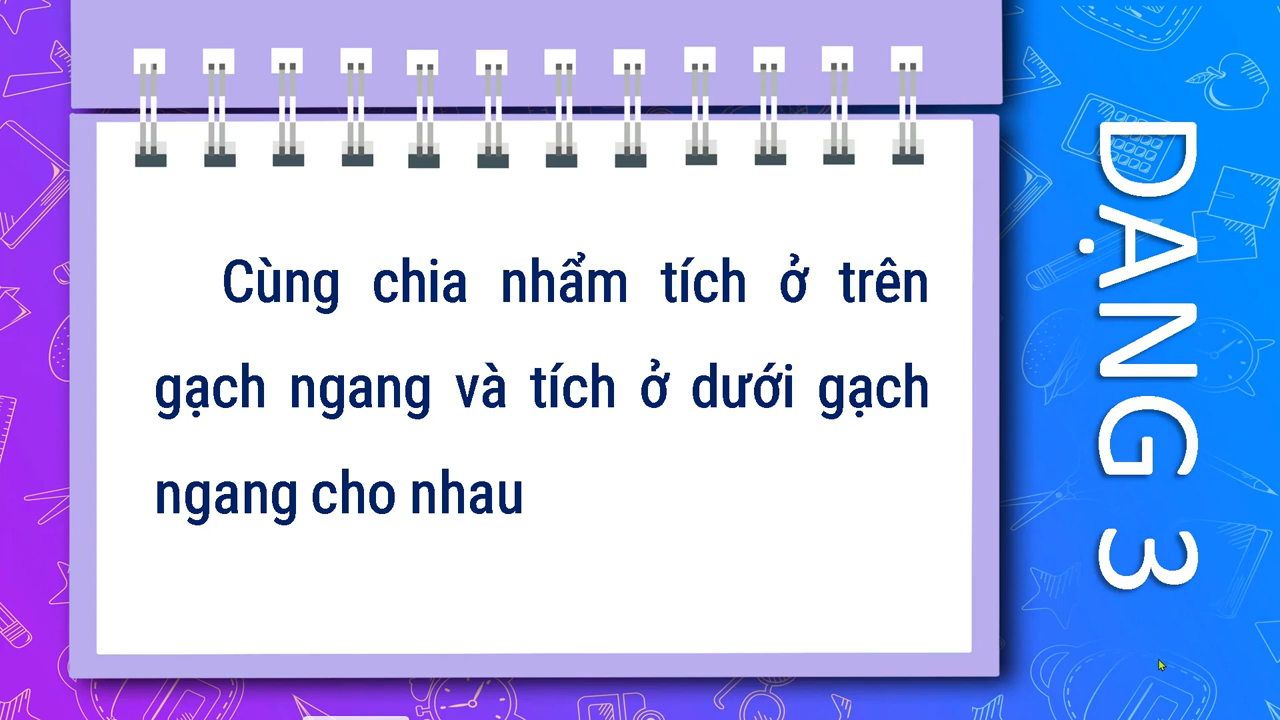 Cùng chia nhẩm tích ở trên
gạch ngang và tích ở dưới gạch
ngang cho nhau
DẠNG 3